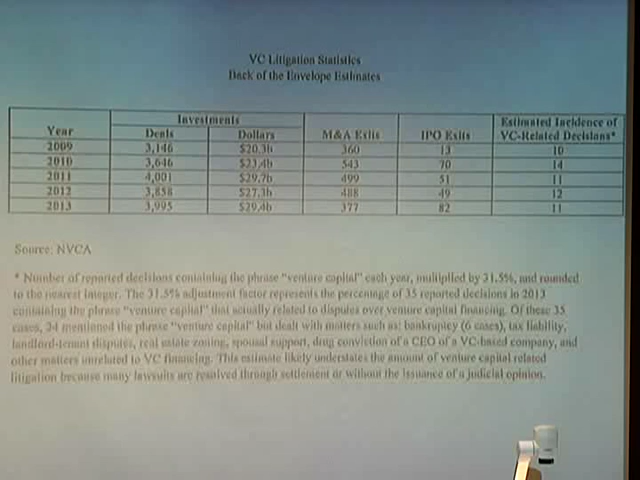 VC Litigation Statistics
Back of the Envelope Estimates
Investments Estimated Incidence of
Year Deals Dollars M&A Exits IPO Exits VC-Related Decisions*
2009 3,146 $20.3b 360 13 10
2010 3,646 $23.4b 543 70 14
2011 4,001 $29.7b 499 51 11
2012 3,858 $27.3b 488 49 12
2013 3,995 $29.4b 377 82 11
Source: NVCA
* Number of reported decisions containing the phrase "venture capital" each year, multiplied by 31.5%, and rounded
to the nearest integer. The 31.5% adjustment factor represents the percentage of 35 reported decisions in 2013
containing the phrase "venture capital" that actually related to disputes over venture capital financing. Of these 35
cases, 24 mentioned the phrase "venture capital" but dealt with matters such as: bankruptcy (6 cases), tax liability,
landlord-tenant disputes, real estate zoning, spousal support, drug conviction of a CEO of a VC-based company, and
other matters unrelated to VC financing. This estimate likely understates the amount of venture capital related
litigation because many lawsuits are resolved through settlement or without the issuance of a judicial opinion.